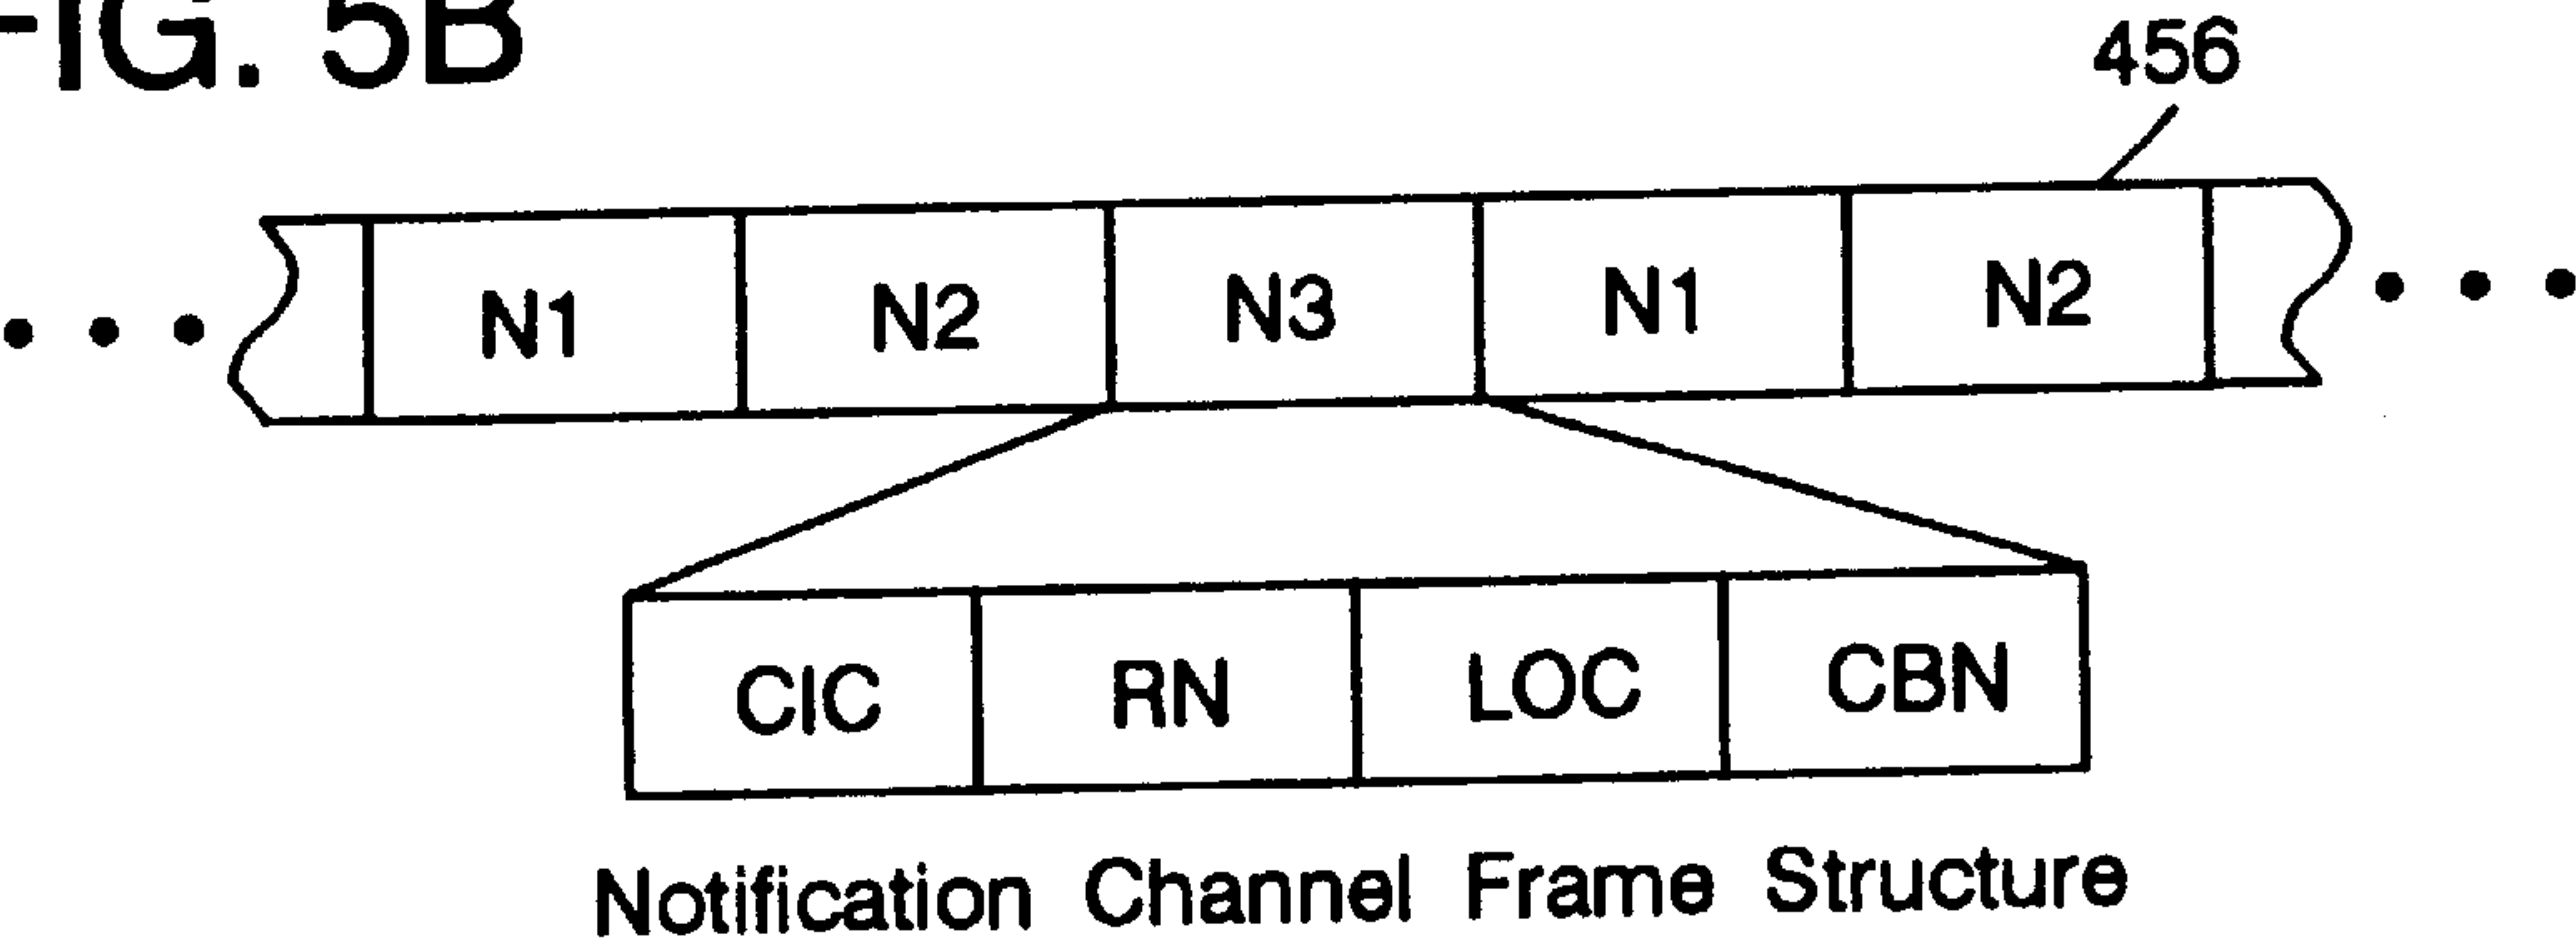 FIG. 5B
456
N1 N2 N3 N1 N2
CIC RN LOC CBN
Notification Channel Frame Structure